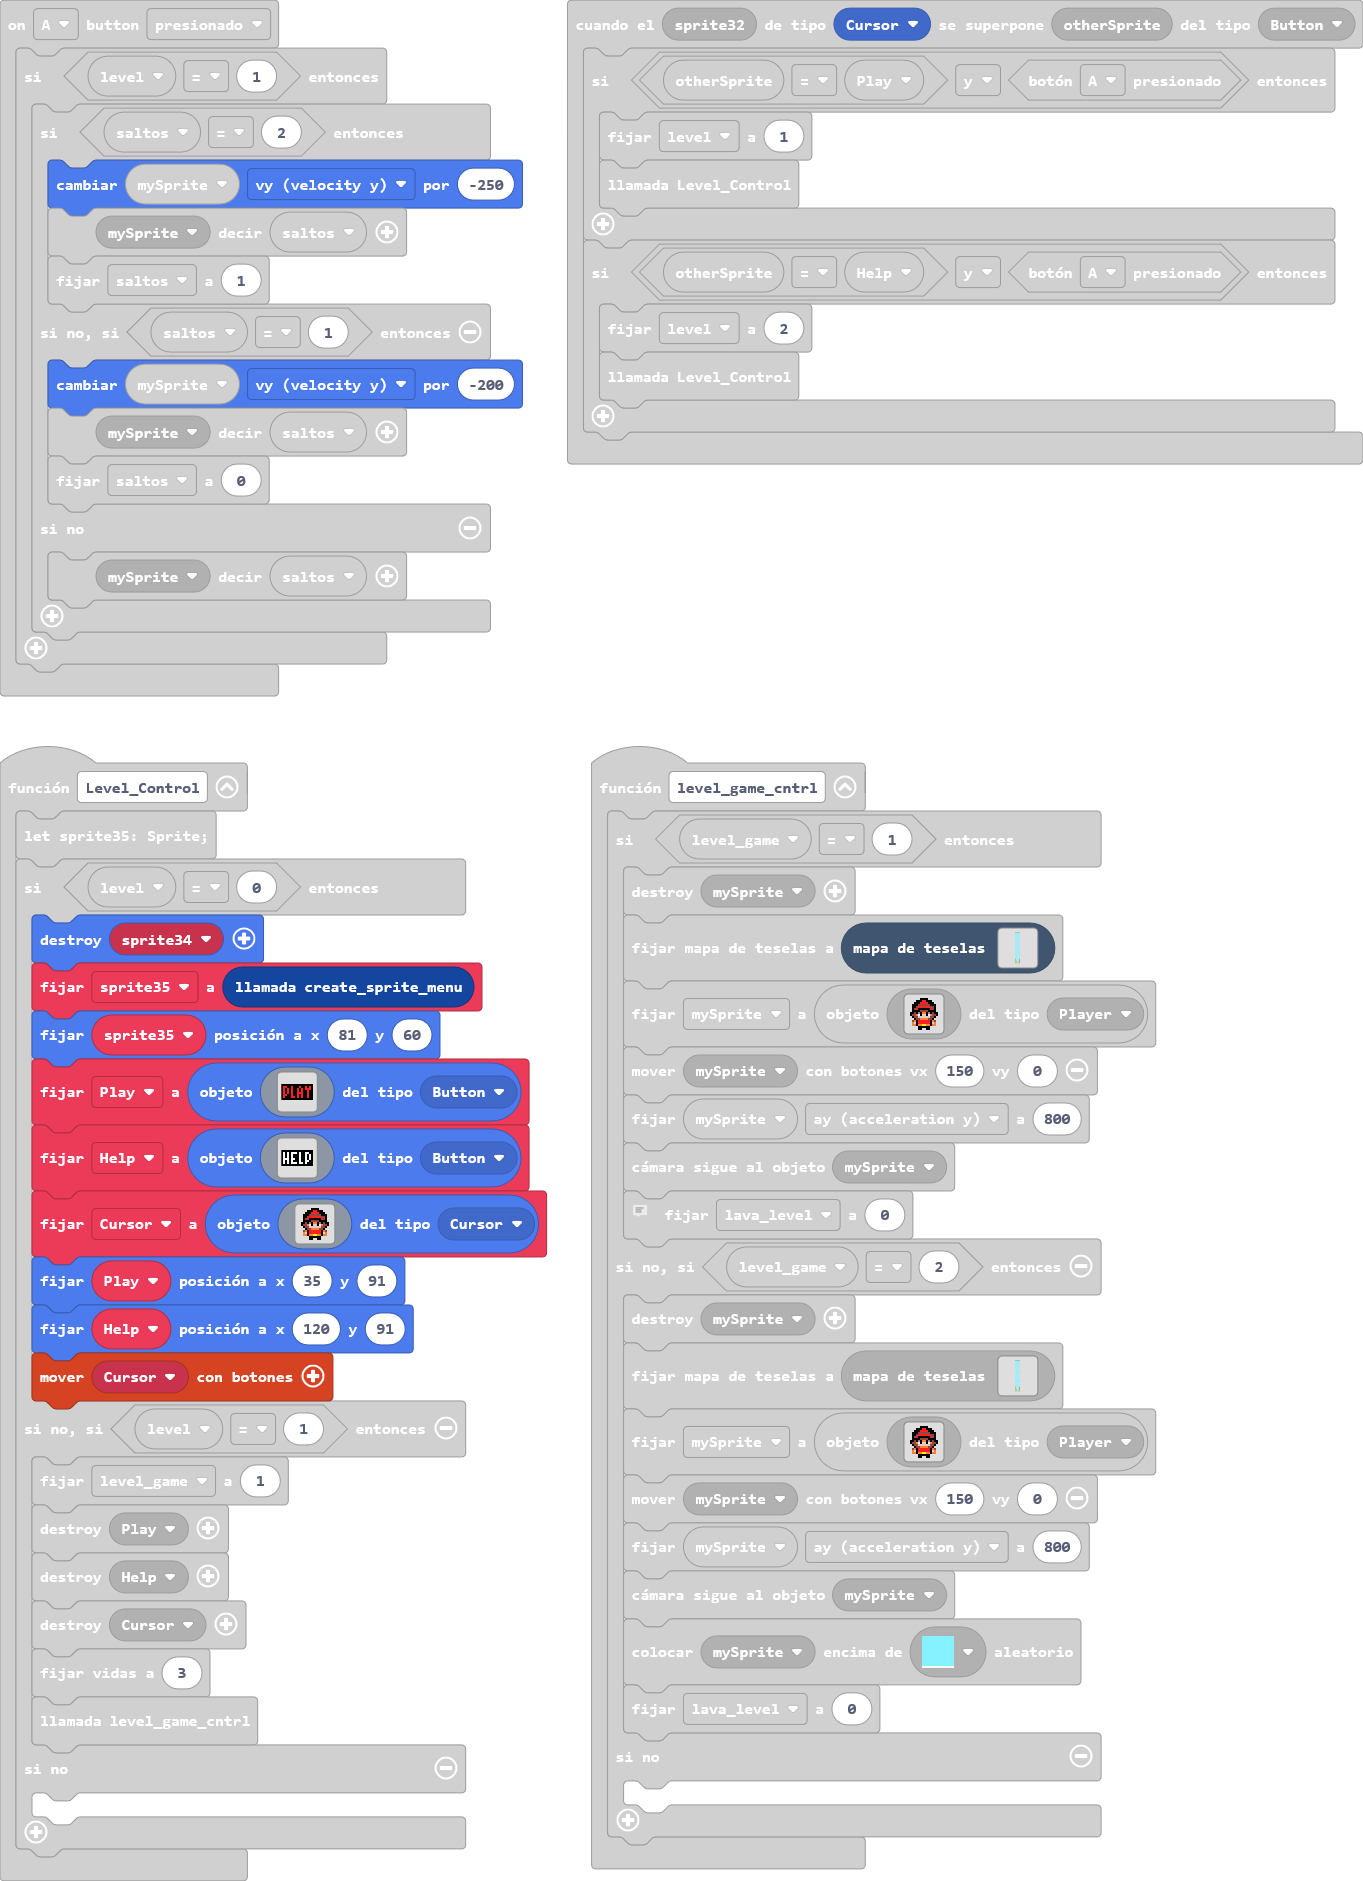 on A button presionado
si level = 1 entonces
si saltos = 2 entonces
cambiar mySprite vy (velocity y) por -250
mySprite decir saltos
fijar saltos a 1
si no, si saltos = 1 entonces
cambiar mySprite vy (velocity y) por -200
mySprite decir saltos
fijar saltos a 0
si no
mySprite decir saltos
cuando el sprite32 de tipo Cursor se superpone otherSprite del tipo Button
si otherSprite = Play y botón A presionado entonces
fijar level a 1
llamada Level_Control
si otherSprite = Help y botón A presionado entonces
fijar level a 2
llamada Level_Control
función Level_Control
let sprite35: Sprite;
si level = 0 entonces
destroy sprite34
fijar sprite35 a llamada create_sprite_menu
fijar sprite35 posición a x 81 y 60
fijar Play a objeto PLAY del tipo Button
fijar Help a objeto HELP del tipo Button
fijar Cursor a objeto del tipo Cursor
fijar Play posición a x 35 y 91
fijar Help posición a x 120 y 91
mover Cursor con botones
si no, si level = 1 entonces
fijar level_game a 1
destroy Play
destroy Help
destroy Cursor
fijar vidas a 3
llamada level_game_cntrl
si no
función level_game_cntrl
si level_game = 1 entonces
destroy mySprite
fijar mapa de teselas a mapa de teselas
fijar mySprite a objeto del tipo Player
mover mySprite con botones vx 150 vy 0
fijar mySprite ay (acceleration y) a 800
cámara sigue al objeto mySprite
fijar lava_level a 0
si no, si level_game = 2 entonces
destroy mySprite
fijar mapa de teselas a mapa de teselas
fijar mySprite a objeto del tipo Player
mover mySprite con botones vx 150 vy 0
fijar mySprite ay (acceleration y) a 800
cámara sigue al objeto mySprite
colocar mySprite encima de aleatorio
fijar lava_level a 0
si no